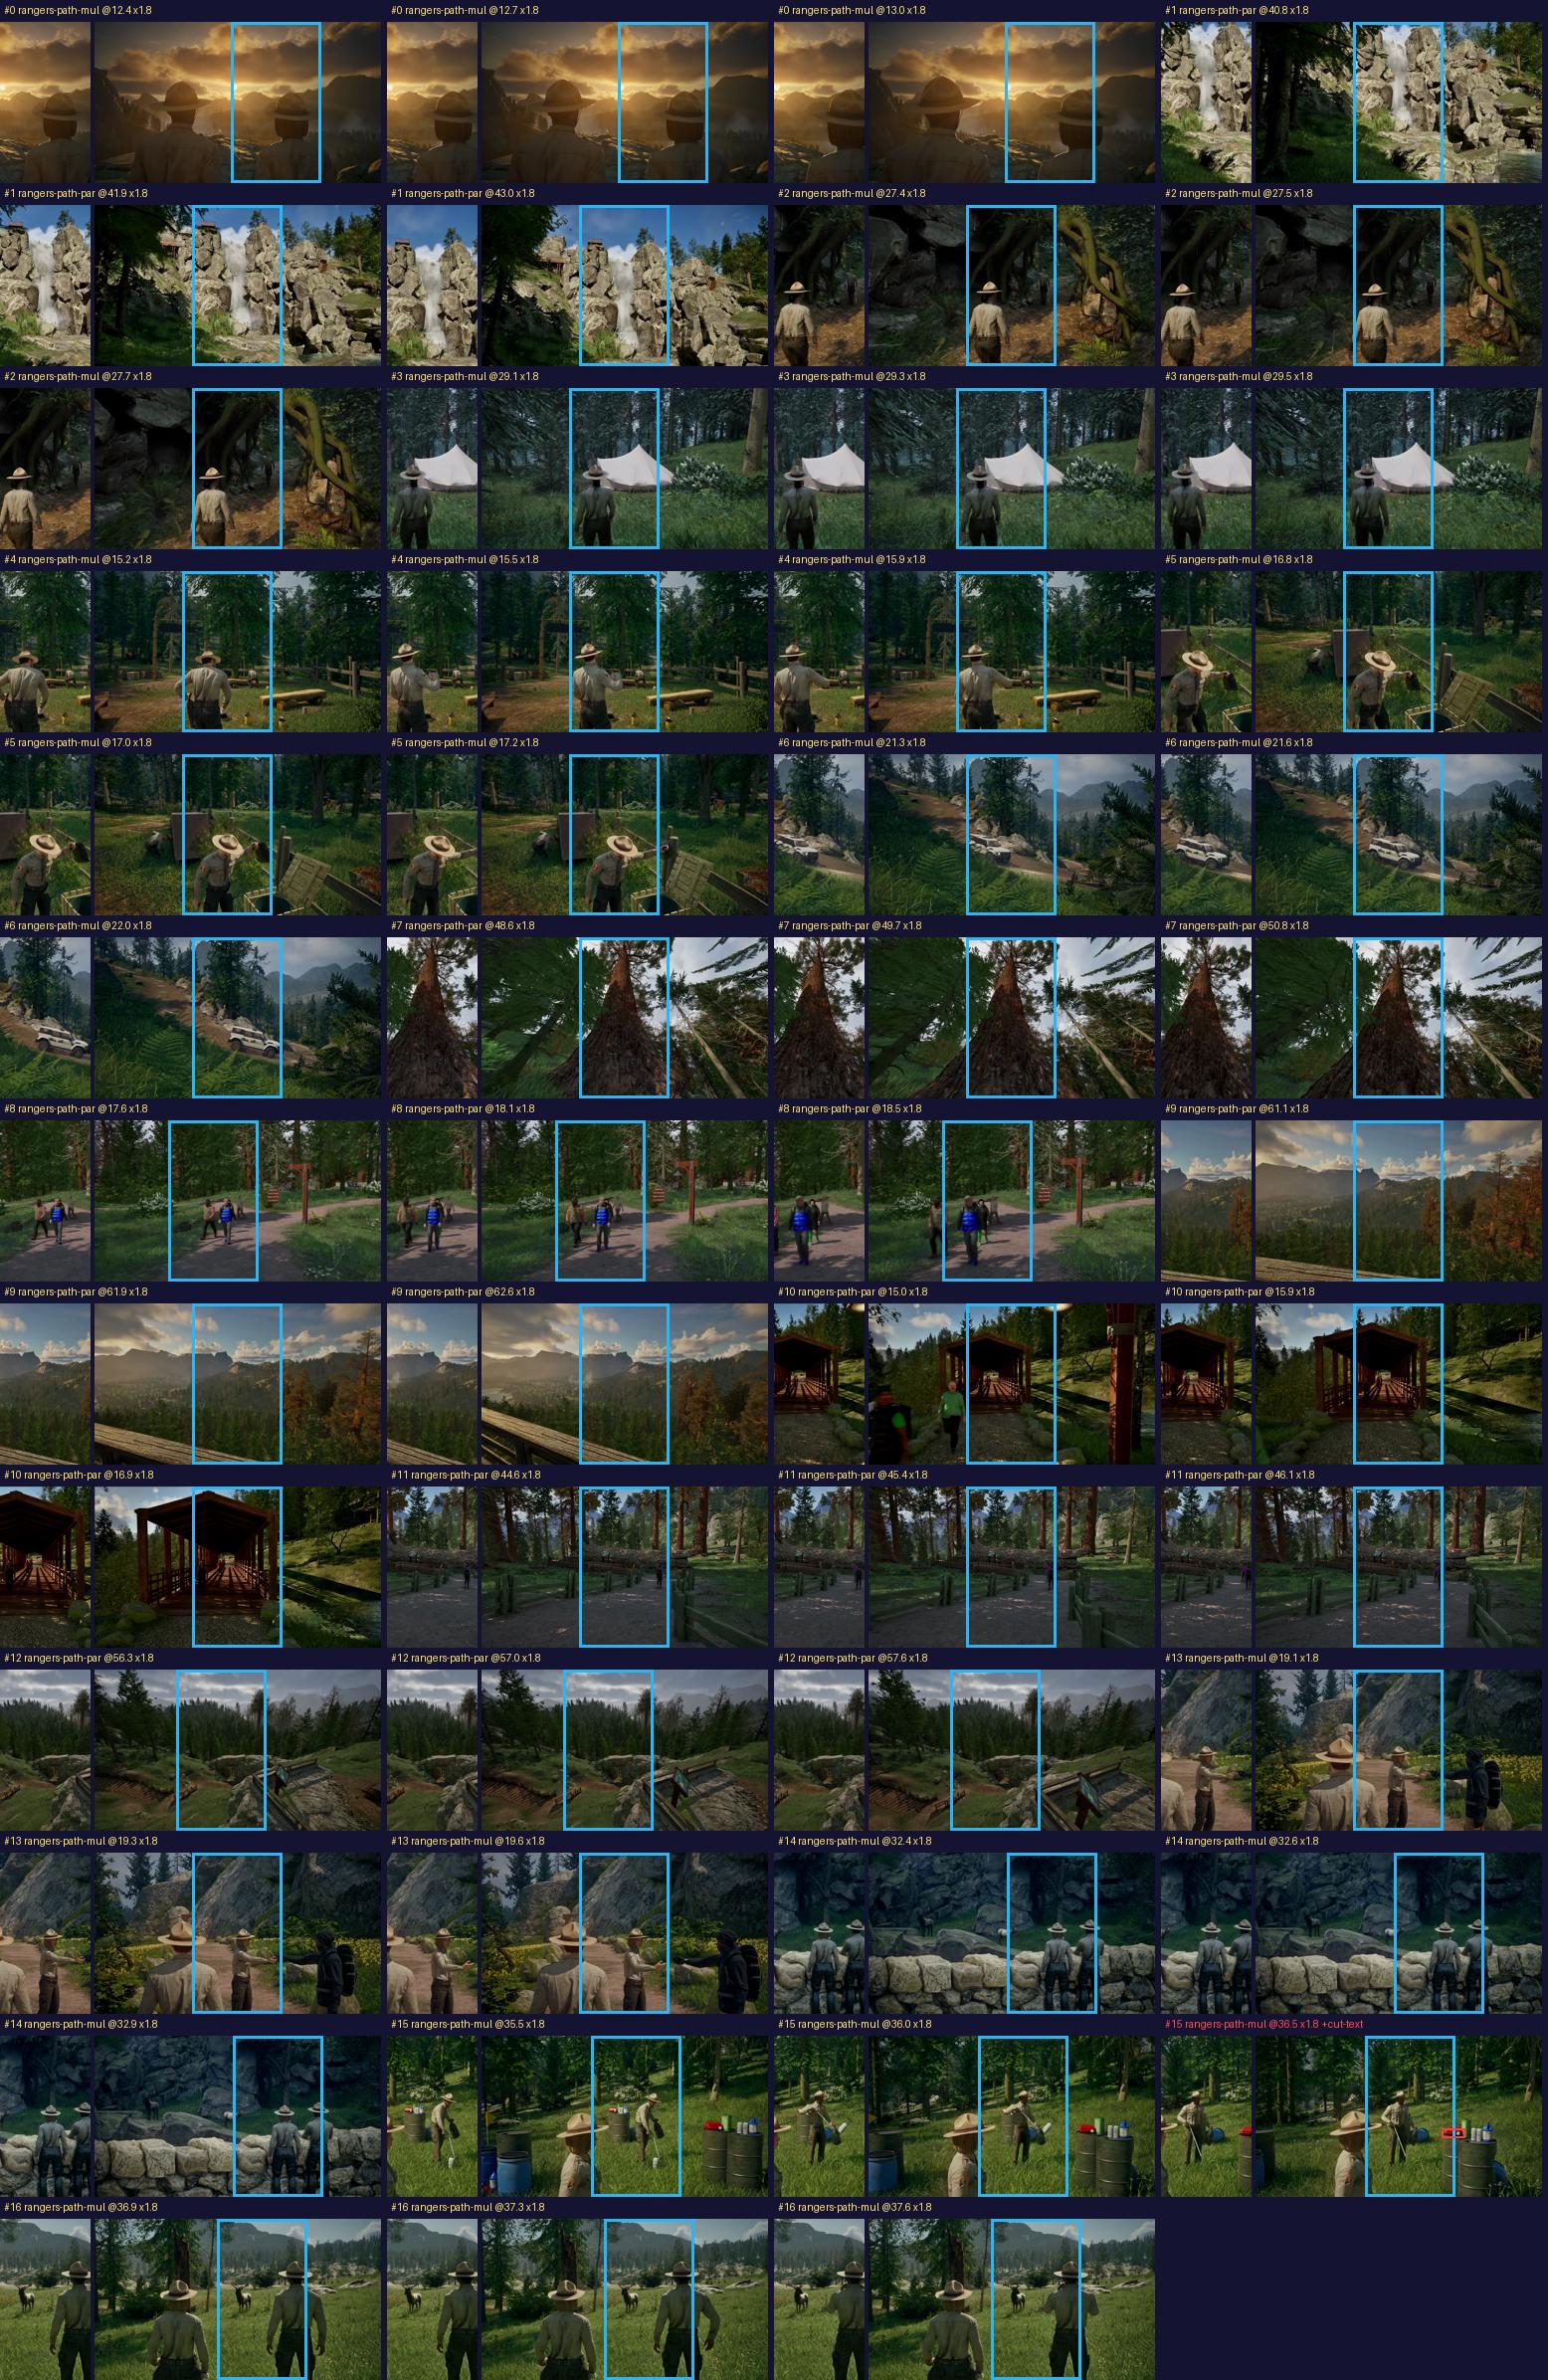 #0 rangers-path-mul @12.4 x1.8
#0 rangers-path-mul @12.7 x1.8
#0 rangers-path-mul @13.0 x1.8
#1 rangers-path-par @40.8 x1.8
#1 rangers-path-par @41.9 x1.8
#1 rangers-path-par @43.0 x1.8
#2 rangers-path-mul @27.4 x1.8
#2 rangers-path-mul @27.5 x1.8
#2 rangers-path-mul @27.7 x1.8
#3 rangers-path-mul @29.1 x1.8
#3 rangers-path-mul @29.3 x1.8
#3 rangers-path-mul @29.5 x1.8
#4 rangers-path-mul @15.2 x1.8
#4 rangers-path-mul @15.5 x1.8
#4 rangers-path-mul @15.9 x1.8
#5 rangers-path-mul @16.8 x1.8
#5 rangers-path-mul @17.0 x1.8
#5 rangers-path-mul @17.2 x1.8
#6 rangers-path-mul @21.3 x1.8
#6 rangers-path-mul @21.6 x1.8
#6 rangers-path-mul @22.0 x1.8
#7 rangers-path-par @48.6 x1.8
#7 rangers-path-par @49.7 x1.8
#7 rangers-path-par @50.8 x1.8
#8 rangers-path-par @17.6 x1.8
#8 rangers-path-par @18.1 x1.8
#8 rangers-path-par @18.5 x1.8
#9 rangers-path-par @61.1 x1.8
#9 rangers-path-par @61.9 x1.8
#9 rangers-path-par @62.6 x1.8
#10 rangers-path-par @15.0 x1.8
#10 rangers-path-par @15.9 x1.8
#10 rangers-path-par @16.9 x1.8
#11 rangers-path-par @44.6 x1.8
#11 rangers-path-par @45.4 x1.8
#11 rangers-path-par @46.1 x1.8
#12 rangers-path-par @56.3 x1.8
#12 rangers-path-par @57.0 x1.8
#12 rangers-path-par @57.6 x1.8
#13 rangers-path-mul @19.1 x1.8
#13 rangers-path-mul @19.3 x1.8
#13 rangers-path-mul @19.6 x1.8
#14 rangers-path-mul @32.4 x1.8
#14 rangers-path-mul @32.6 x1.8
#14 rangers-path-mul @32.9 x1.8
#15 rangers-path-mul @35.5 x1.8
#15 rangers-path-mul @36.0 x1.8
#15 rangers-path-mul @36.5 x1.8 +cut-text
#16 rangers-path-mul @36.9 x1.8
#16 rangers-path-mul @37.3 x1.8
#16 rangers-path-mul @37.6 x1.8